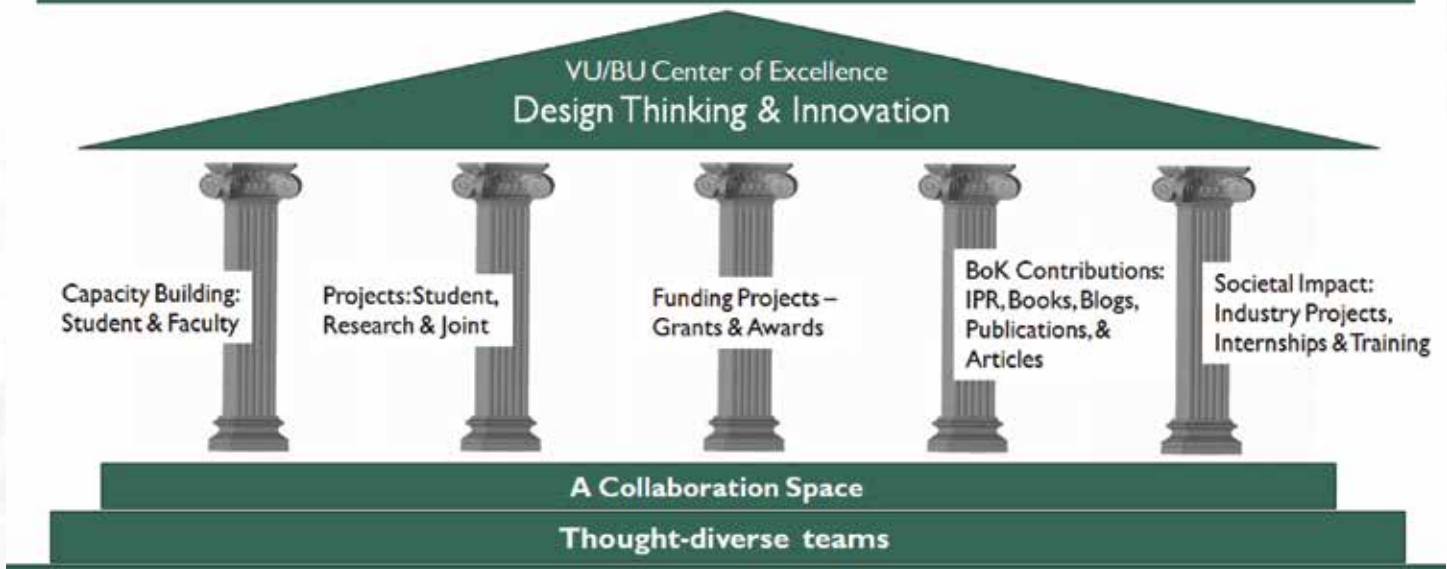 VU/BU Center of Excellence
Design Thinking & Innovation
Capacity Building:
Student & Faculty
Projects: Student,
Research & Joint
Funding Projects –
Grants & Awards
BoK Contributions:
IPR, Books, Blogs,
Publications, &
Articles
Societal Impact:
Industry Projects,
Internships & Training
A Collaboration Space
Thought-diverse teams